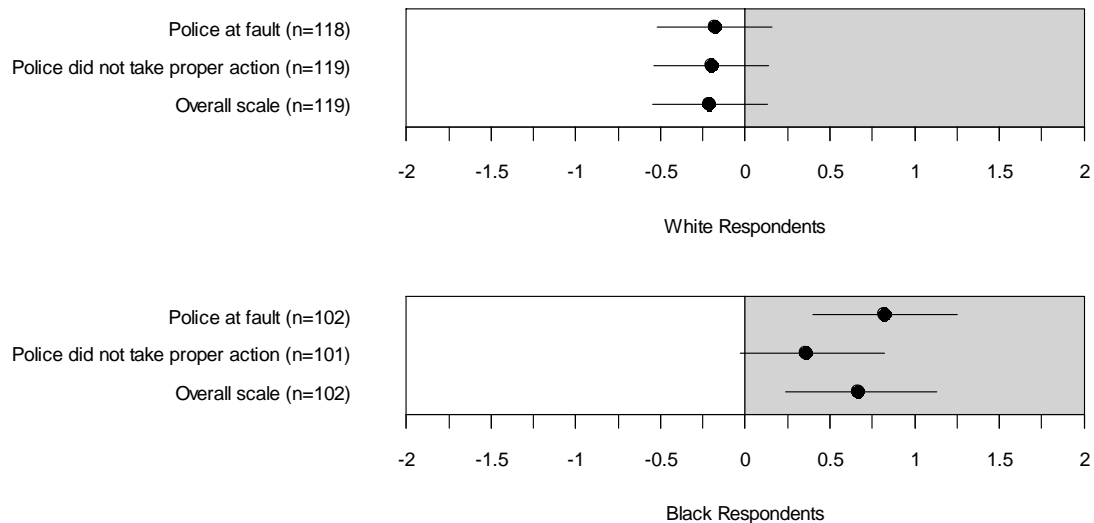 Police at fault (n=118)
Police did not take proper action (n=119)
Overall scale (n=119)
-2 -1.5 -1 -0.5 0 0.5 1 1.5 2
White Respondents
Police at fault (n=102)
Police did not take proper action (n=101)
Overall scale (n=102)
-2 -1.5 -1 -0.5 0 0.5 1 1.5 2
Black Respondents